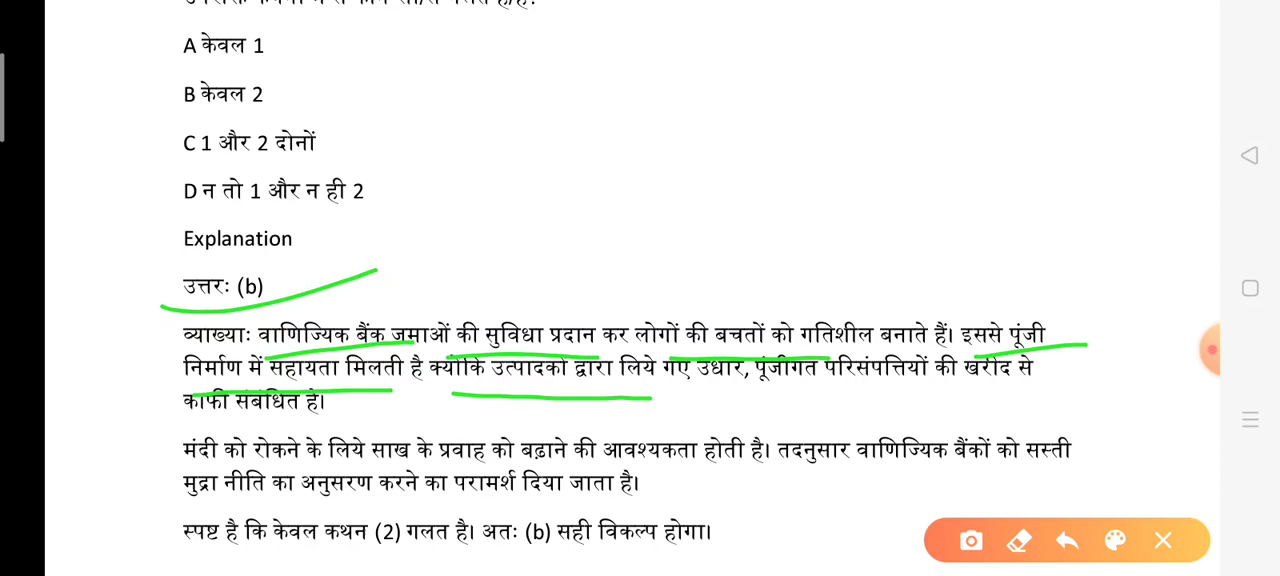 A केवल 1
B केवल 2
C 1 और 2 दोनों
D न तो 1 और न ही 2
Explanation
उत्तरः (b)
व्याख्याः वाणिज्यिक बैंक जमाओं की सुविधा प्रदान कर लोगों की बचतों को गतिशील बनाते हैं। इससे पूंजी
निर्माण में सहायता मिलती है क्योंकि उत्पादकों द्वारा लिये गए उधार, पूंजीगत परिसंपत्तियों की खरीद से
काफी संबंधित है।
मंदी को रोकने के लिये साख के प्रवाह को बढ़ाने की आवश्यकता होती है। तदनुसार वाणिज्यिक बैंकों को सस्ती
मुद्रा नीति का अनुसरण करने का परामर्श दिया जाता है।
स्पष्ट है कि केवल कथन (2) गलत है। अतः (b) सही विकल्प होगा।